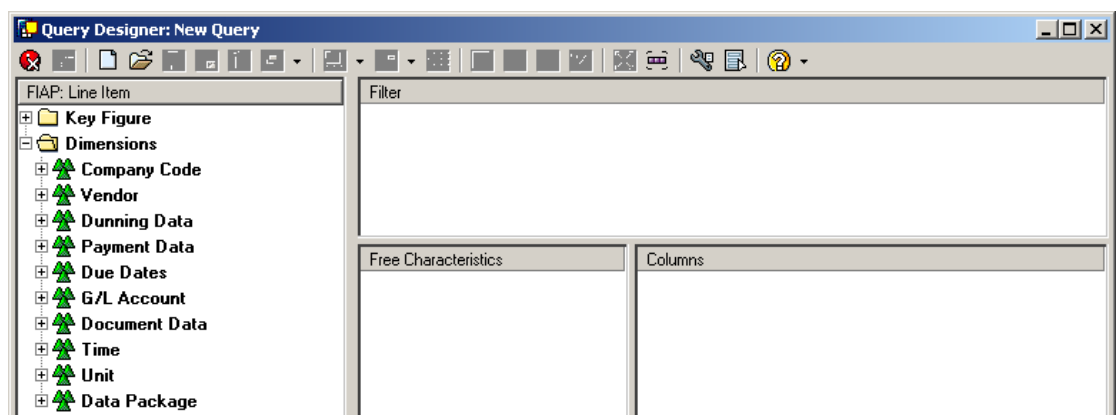 Query Designer: New Query
FIAP: Line Item
Key Figure
Dimensions
Company Code
Vendor
Dunning Data
Payment Data
Due Dates
G/L Account
Document Data
Time
Unit
Data Package
Filter
Free Characteristics
Columns